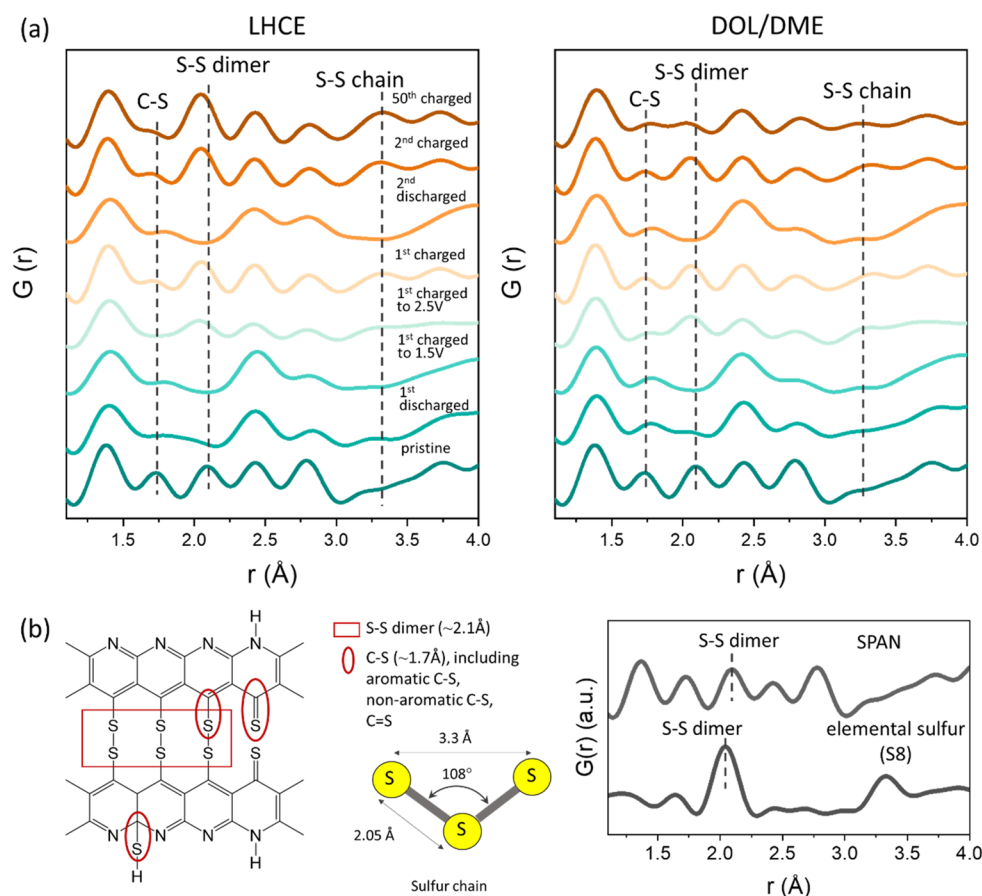 (a)
LHCE
S-S dimer
C-S
S-S chain
50th charged
2nd charged
2nd
discharged
1st charged
1st charged
to 2.5V
1st charged
to 1.5V
1st
discharged
pristine
G (r)
1.5 2.0 2.5 3.0 3.5 4.0
r (Å)
DOL/DME
S-S dimer
C-S
S-S chain
G (r)
1.5 2.0 2.5 3.0 3.5 4.0
r (Å)
(b)
H
N N N N
S S S S
S S S S
N N N N
S H
H
S-S dimer (~2.1Å)
C-S (~1.7Å), including
aromatic C-S,
non-aromatic C-S,
C=S
3.3 Å
S S
108°
S
2.05 Å
Sulfur chain
S-S dimer
SPAN
S-S dimer
elemental sulfur
(S8)
G(r) (a.u.)
1.5 2.0 2.5 3.0 3.5 4.0
r (Å)